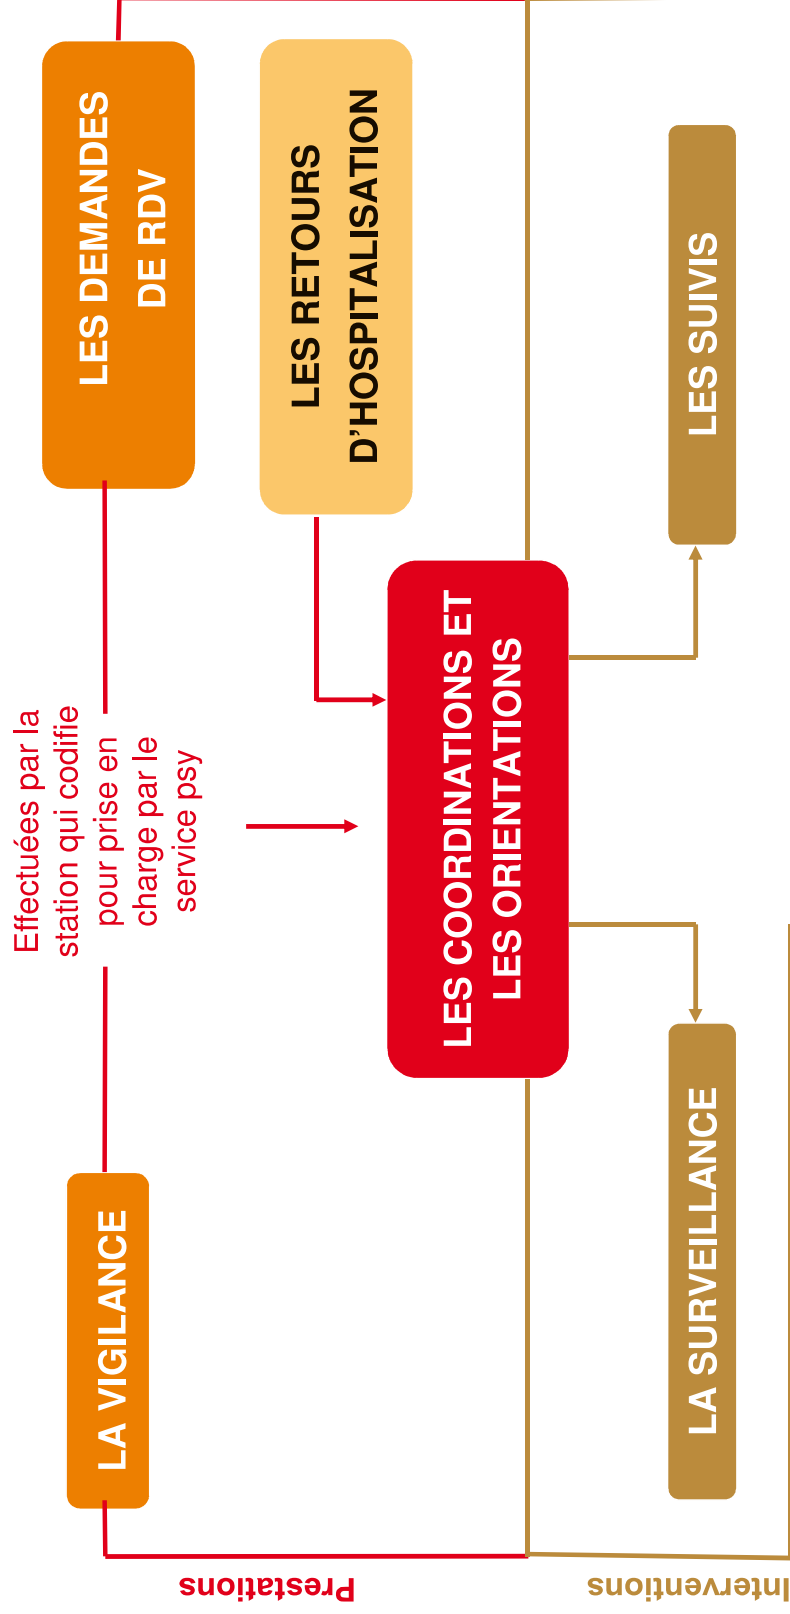 Prestations
LA VIGILANCE
Effectuées par la
station qui codifie
pour prise en
charge par le
service psy
LES DEMANDES
DE RDV
LES RETOURS
D’HOSPITALISATION
LES COORDINATIONS ET
LES ORIENTATIONS
Interventions
LA SURVEILLANCE
LES SUIVIS